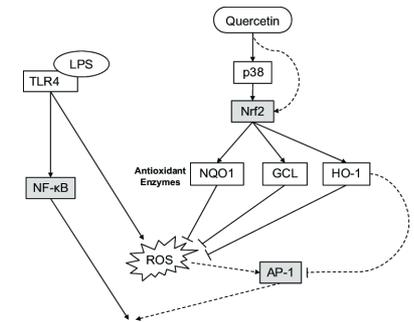 Quercetin
LPS
TLR4
p38
Nrf2
Antioxidant
Enzymes
NQO1
GCL
HO-1
NF-κB
ROS
AP-1